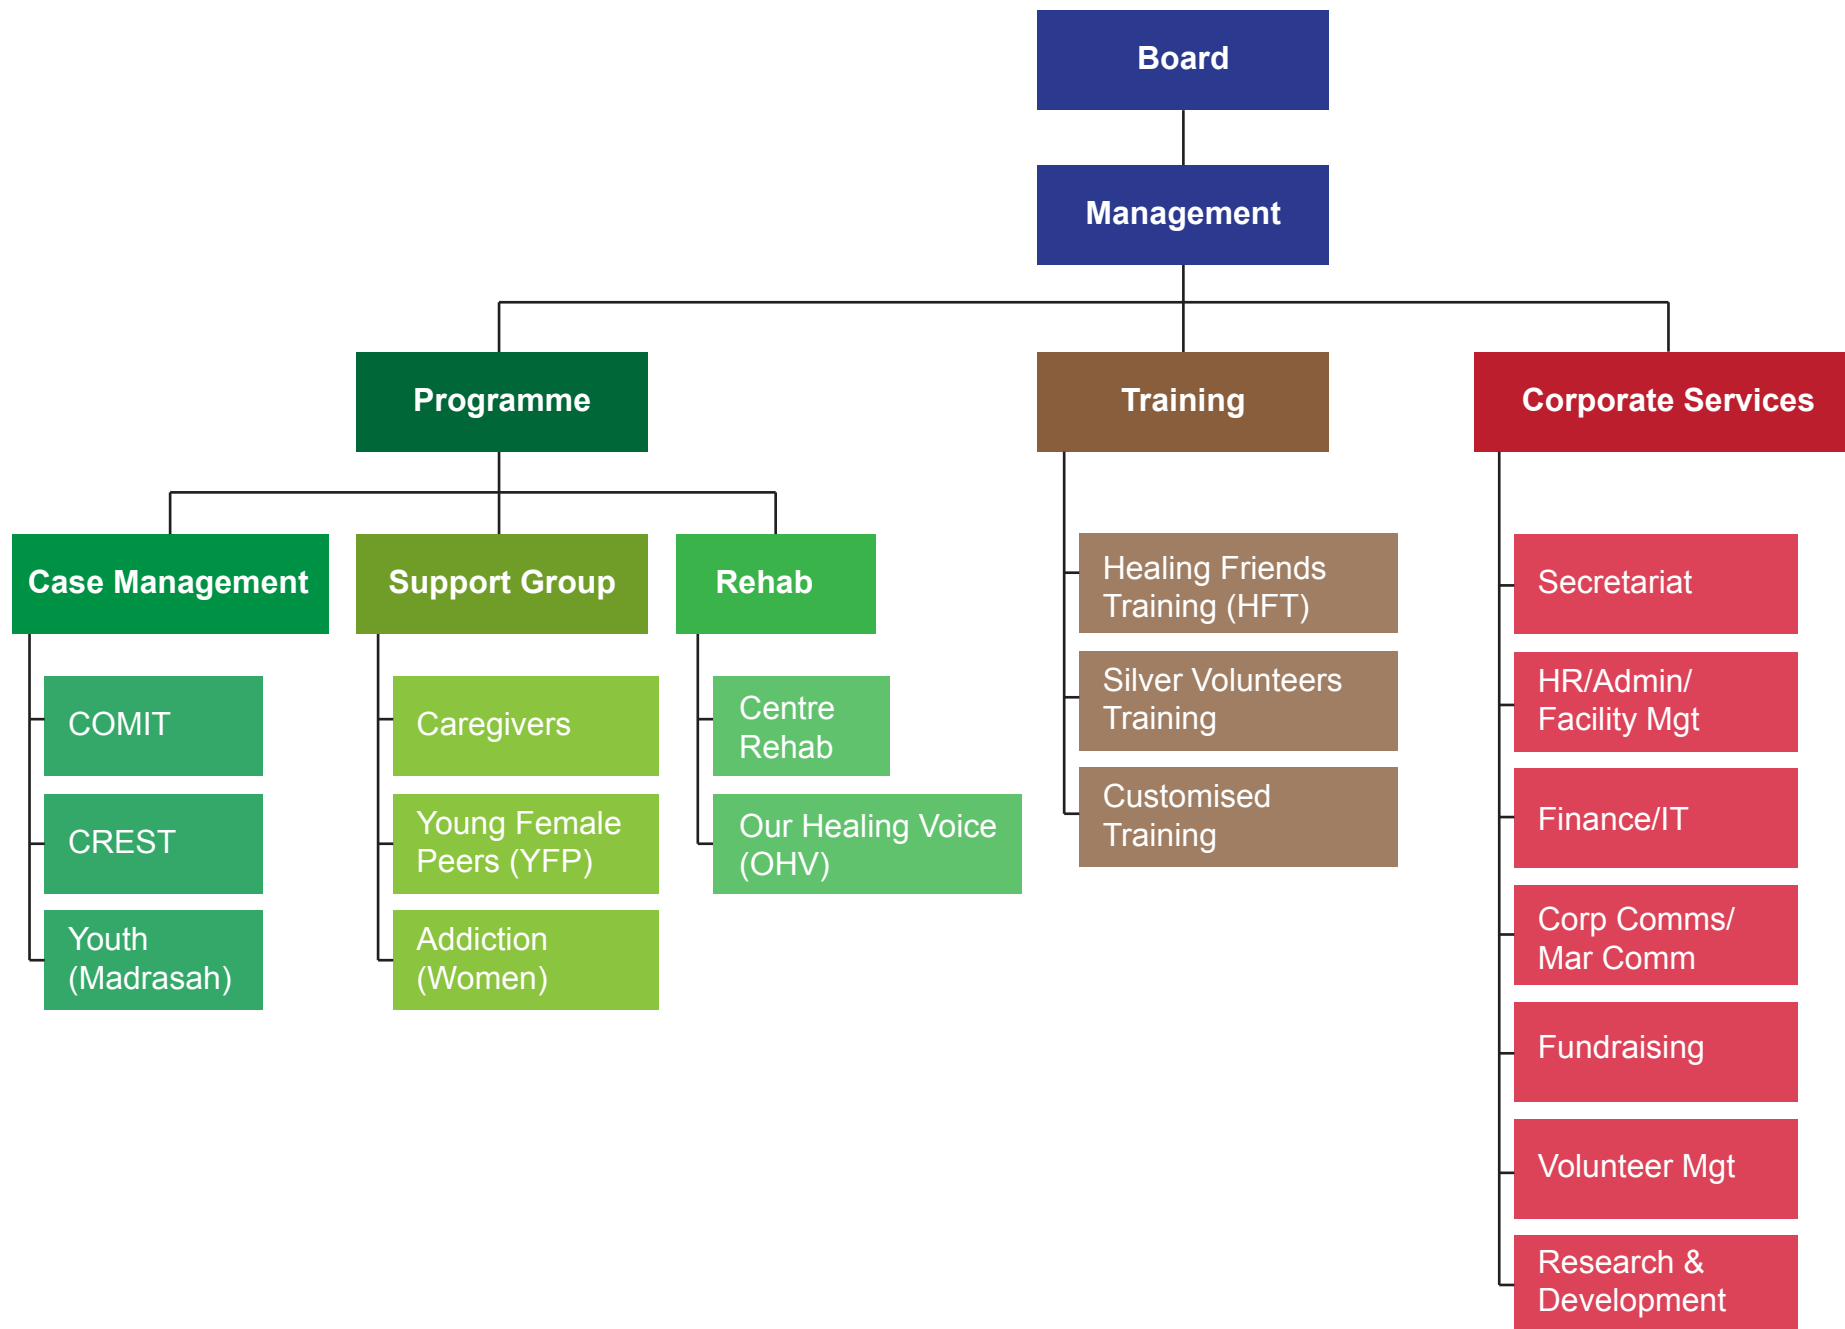 Board
Management
Programme
Training
Corporate Services
Case Management
Support Group
Rehab
COMIT
CREST
Youth
(Madrasah)
Caregivers
Young Female
Peers (YFP)
Addiction
(Women)
Centre
Rehab
Our Healing Voice
(OHV)
Healing Friends
Training (HFT)
Silver Volunteers
Training
Customised
Training
Secretariat
HR/Admin/
Facility Mgt
Finance/IT
Corp Comms/
Mar Comm
Fundraising
Volunteer Mgt
Research &
Development